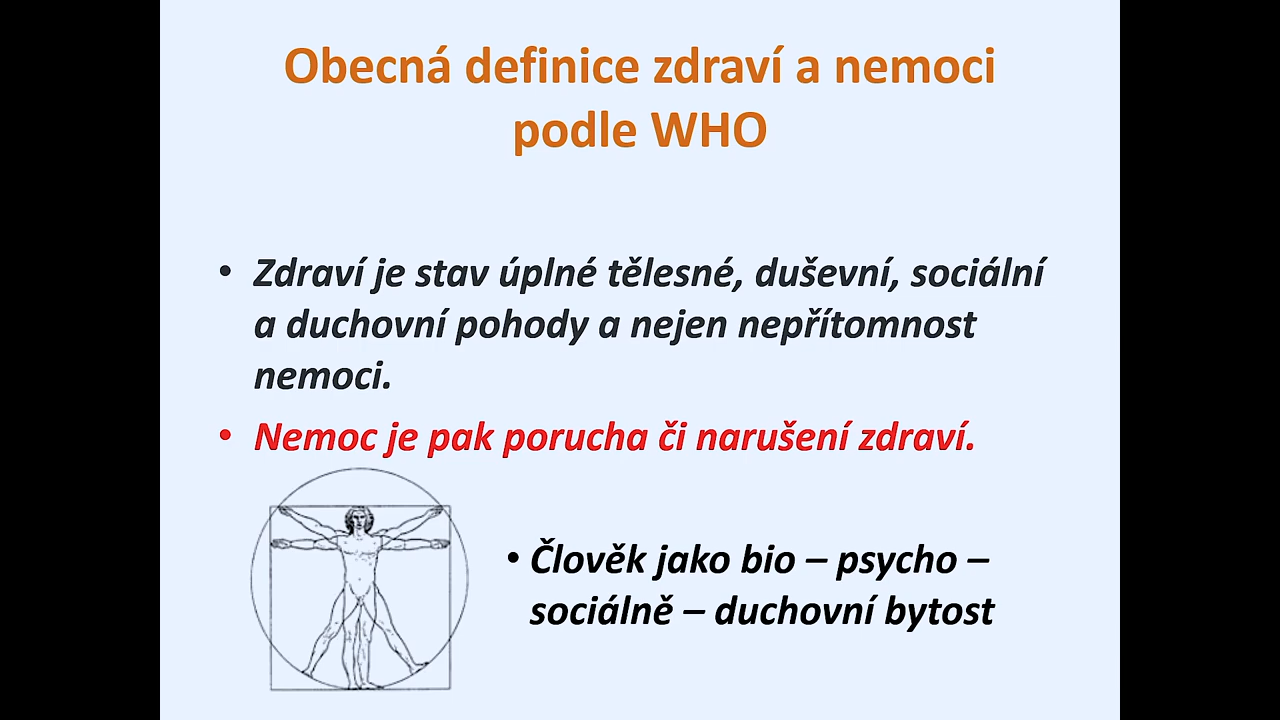 Obecná definice zdraví a nemoci
podle WHO
• Zdraví je stav úplné tělesné, duševní, sociální
a duchovní pohody a nejen nepřítomnost
nemoci.
• Nemoc je pak porucha či narušení zdraví.
• Člověk jako bio – psycho –
sociálně – duchovní bytost